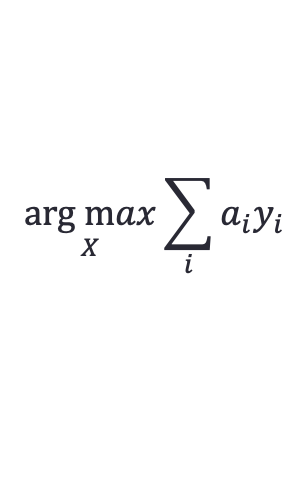 arg max ∑ aᵢyᵢ
X i